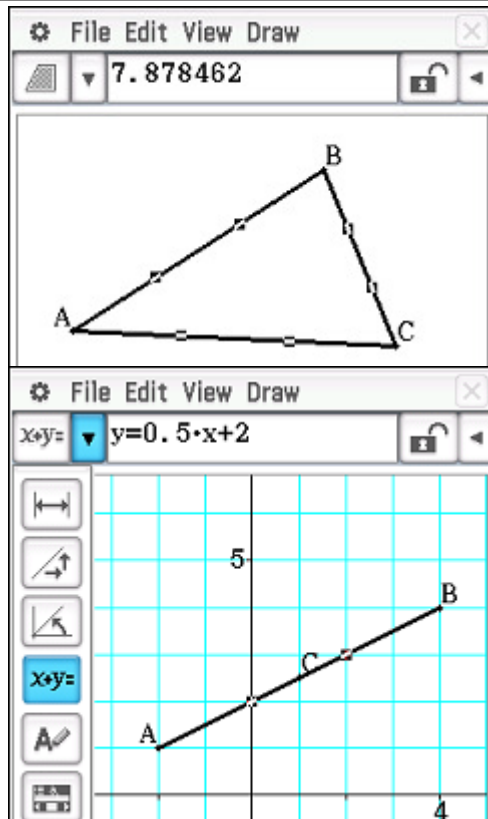 File Edit View Draw
7.878462
B
A
C
File Edit View Draw
x+y= y=0.5·x+2
5
B
C
x+y=
A
A
4